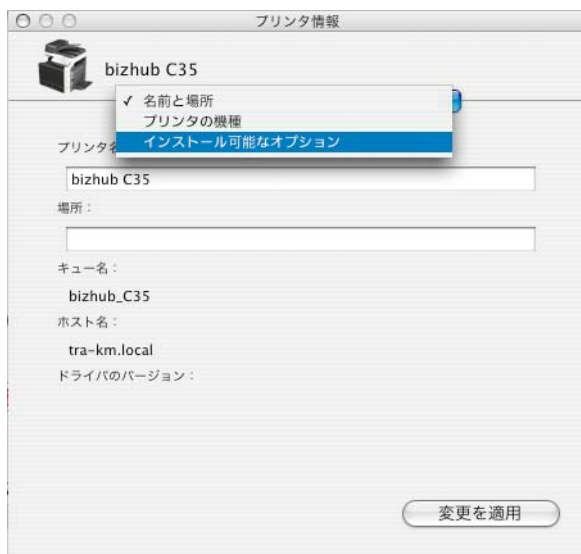 プリンタ情報
bizhub C35
✓ 名前と場所
プリンタの機種
インストール可能なオプション
プリンタ名
bizhub C35
場所：
キュー名：
bizhub_C35
ホスト名：
tra-km.local
ドライバのバージョン：
変更を適用